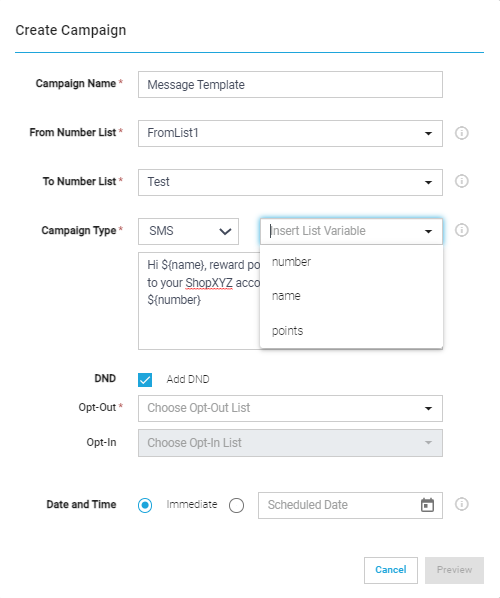 Create Campaign
Campaign Name * Message Template
From Number List * FromList1
To Number List * Test
Campaign Type * SMS Insert List Variable
number
name
points
Hi ${name}, reward po
to your ShopXYZ acco
${number}
DND Add DND
Opt-Out * Choose Opt-Out List
Opt-In Choose Opt-In List
Date and Time Immediate Scheduled Date
Cancel Preview